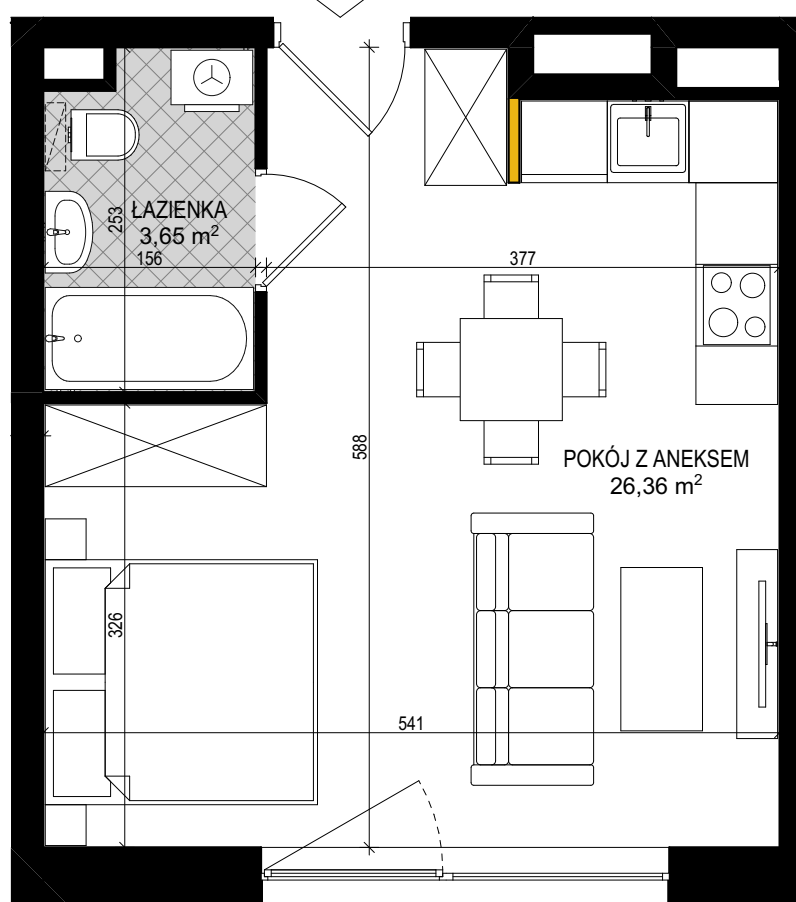 ŁAZIENKA
3,65 m²
253
156
377
588
POKÓJ Z ANEKSEM
26,36 m²
326
541